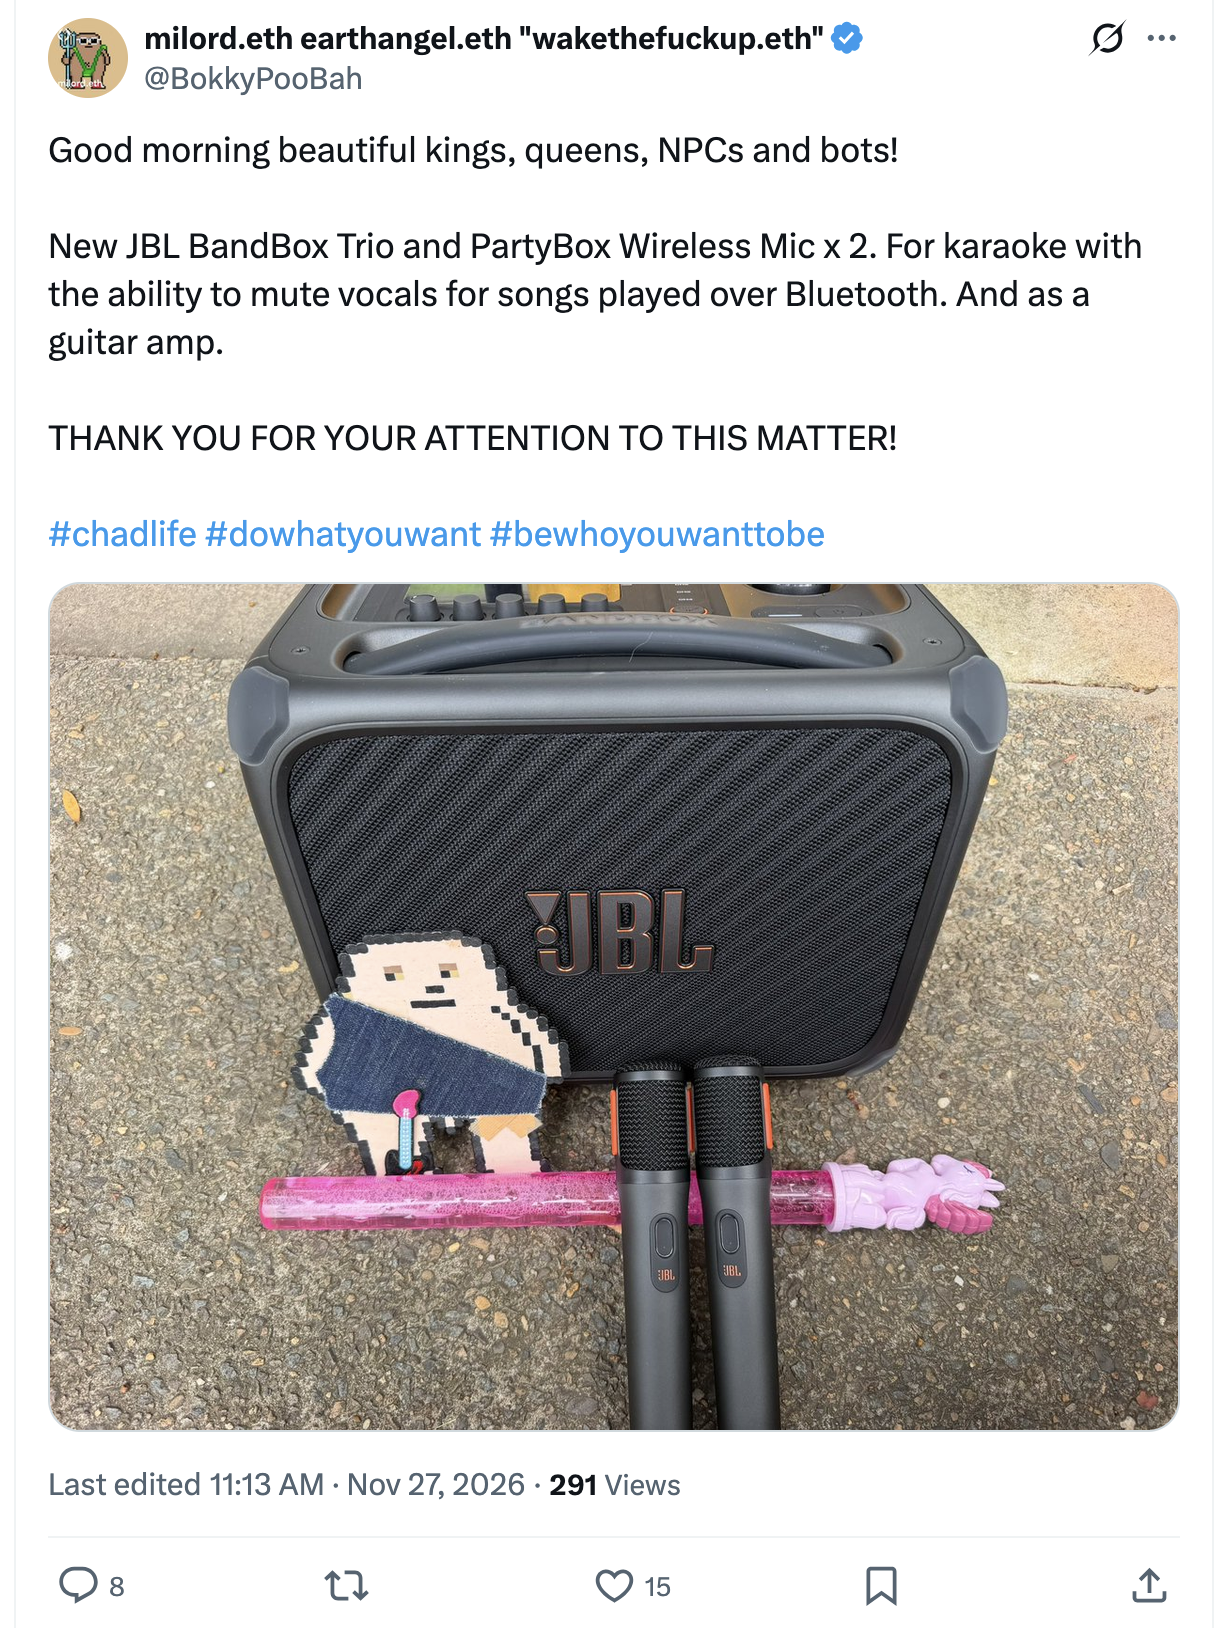 milord.eth earthangel.eth "wakethefuckup.eth"
@BokkyPooBah
Good morning beautiful kings, queens, NPCs and bots!
New JBL BandBox Trio and PartyBox Wireless Mic x 2. For karaoke with
the ability to mute vocals for songs played over Bluetooth. And as a
guitar amp.
THANK YOU FOR YOUR ATTENTION TO THIS MATTER!
#chadlife #dowhatyouwant #bewhoyouwanttobe
BANDBOX
JBL
JBL
JBL
Last edited 11:13 AM · Nov 27, 2026 · 291 Views
8
15